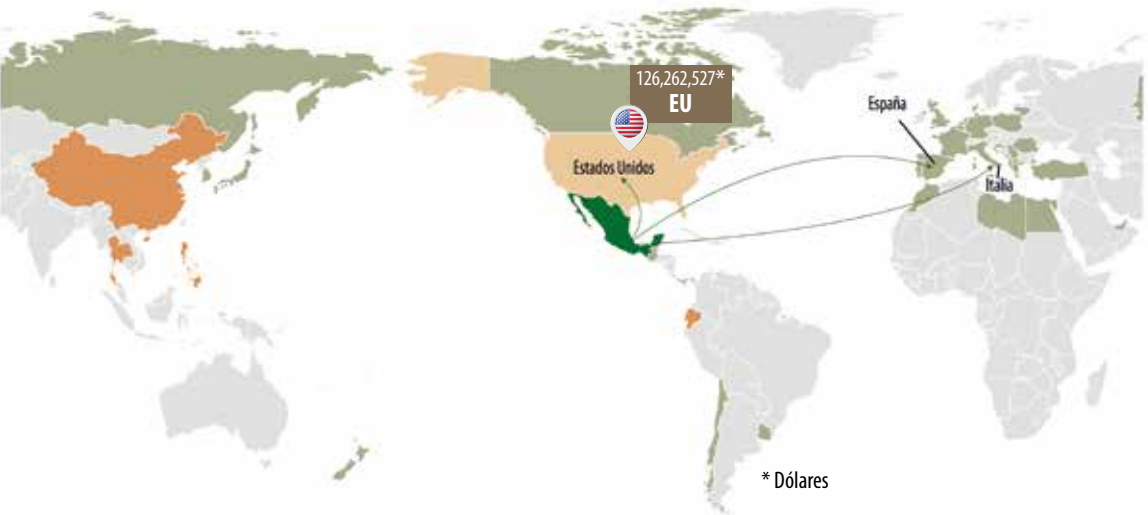 126,262,527*
EU
España
Estados Unidos
Italia
* Dólares